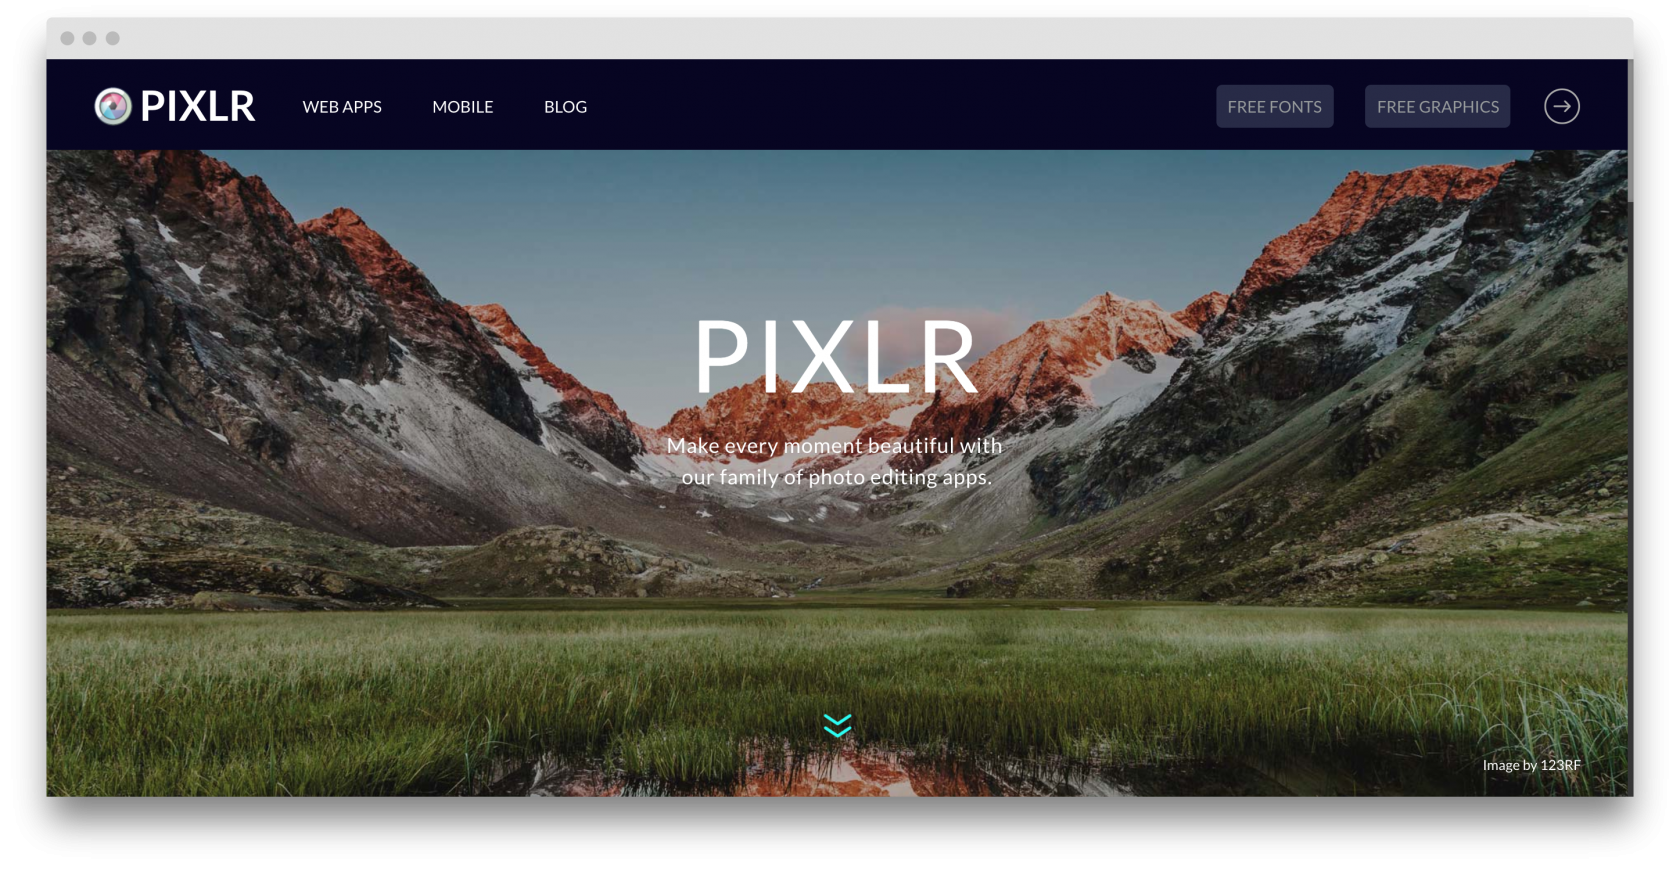 PIXLR
WEB APPS
MOBILE
BLOG
FREE FONTS
FREE GRAPHICS
PIXLR
Make every moment beautiful with
our family of photo editing apps.
Image by 123RF